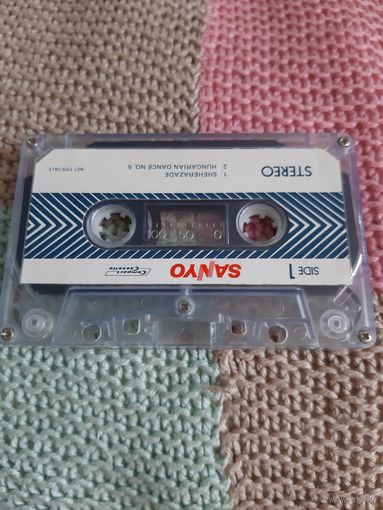 1. SHEHERAZADE
2. HUNGARIAN DANCE NO. 5
NOT FOR SALE
STEREO
100 50 0
SIDE 1
SANYO
Compact Cassette